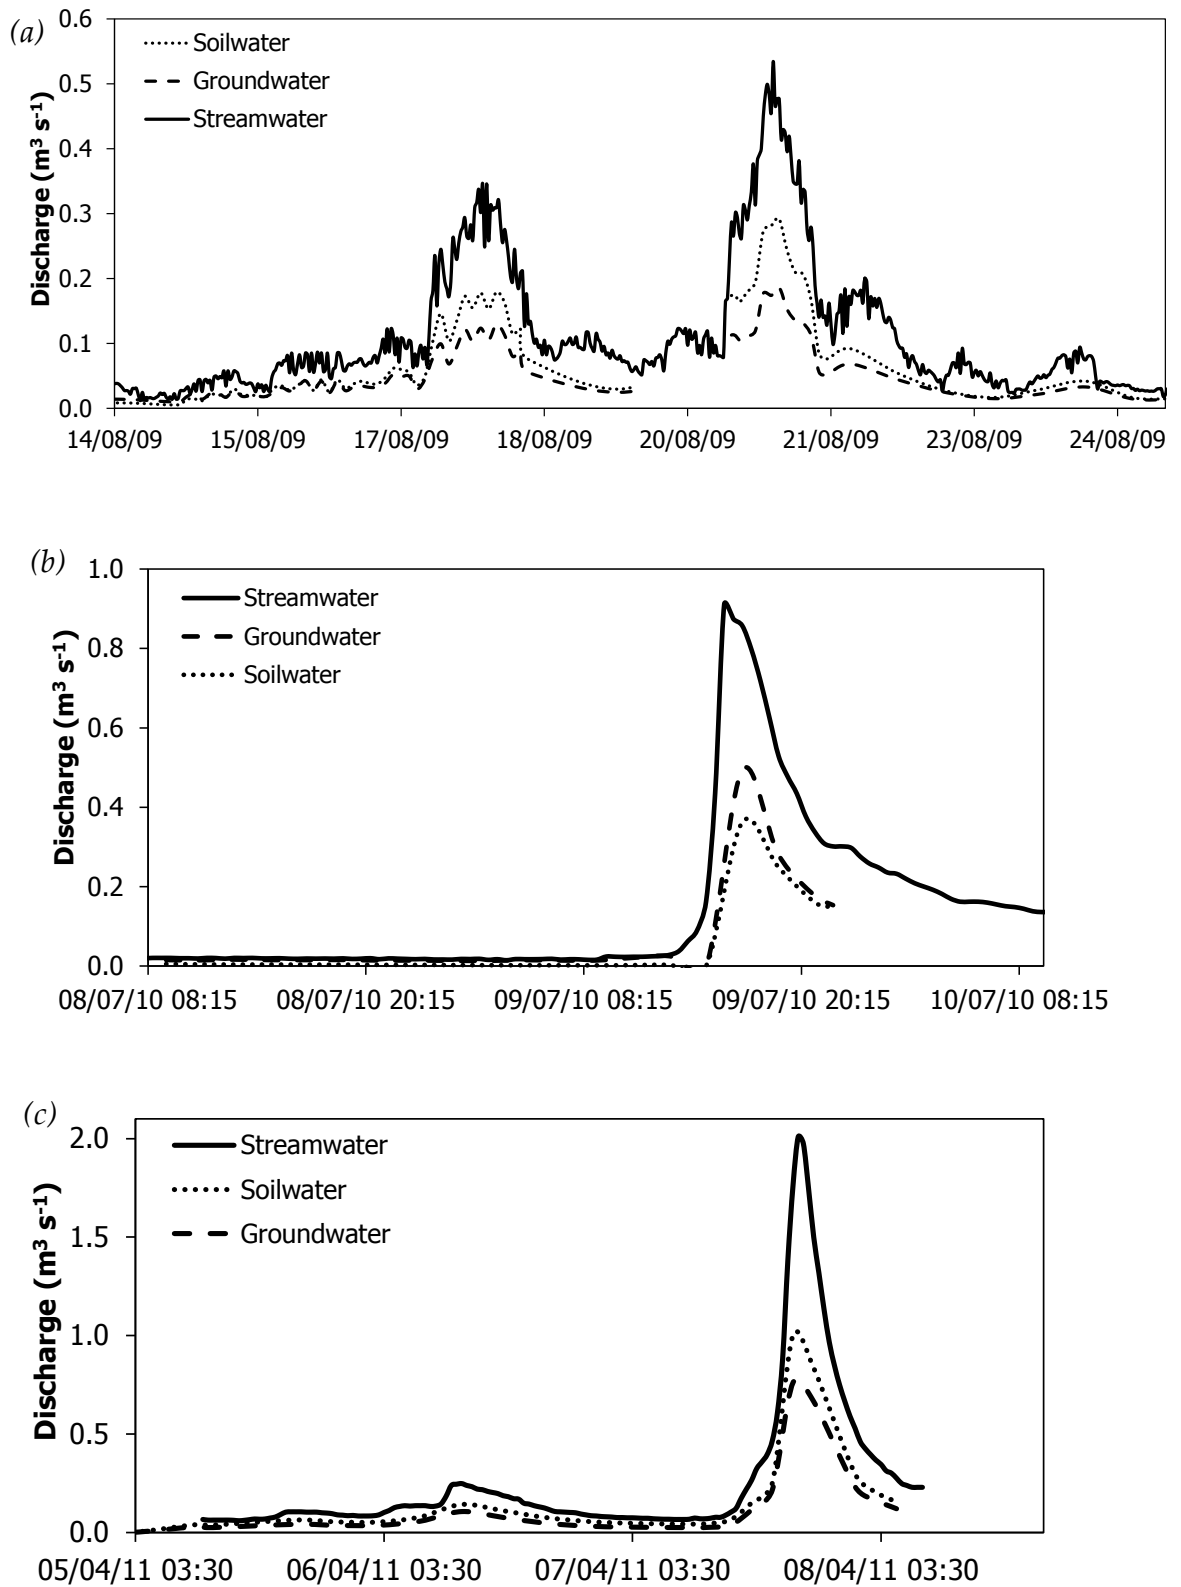 (a)
Discharge (m³ s⁻¹)
0.6
0.5
0.4
0.3
0.2
0.1
0.0
Soilwater
Groundwater
Streamwater
14/08/09 15/08/09 17/08/09 18/08/09 20/08/09 21/08/09 23/08/09 24/08/09
(b)
Discharge (m³ s⁻¹)
1.0
0.8
0.6
0.4
0.2
0.0
Streamwater
Groundwater
Soilwater
08/07/10 08:15 08/07/10 20:15 09/07/10 08:15 09/07/10 20:15 10/07/10 08:15
(c)
Discharge (m³ s⁻¹)
2.0
1.5
1.0
0.5
0.0
Streamwater
Soilwater
Groundwater
05/04/11 03:30 06/04/11 03:30 07/04/11 03:30 08/04/11 03:30